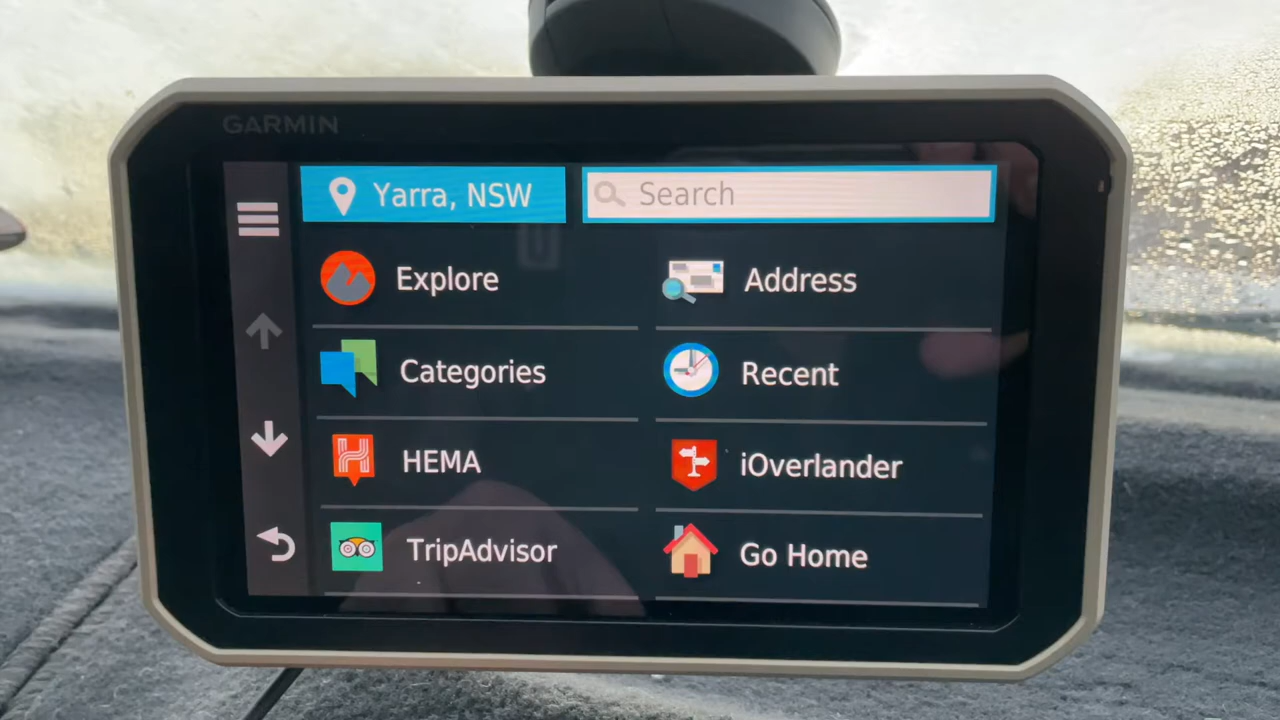 GARMIN
Yarra, NSW
Search
Explore
Address
Categories
Recent
HEMA
iOverlander
TripAdvisor
Go Home